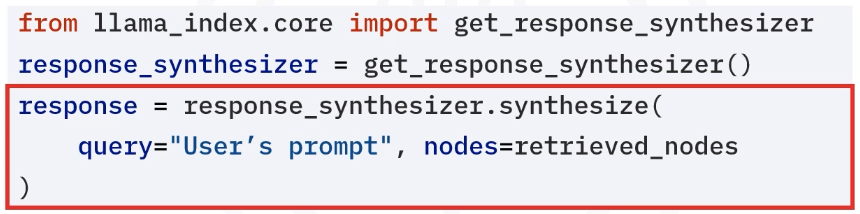 from llama_index.core import get_response_synthesizer
response_synthesizer = get_response_synthesizer()
response = response_synthesizer.synthesize(
    query="User’s prompt", nodes=retrieved_nodes
)